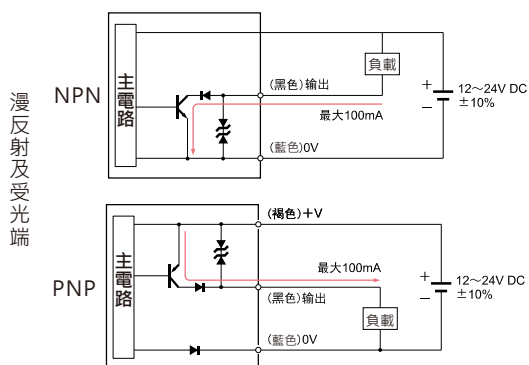 漫反射及受光端
NPN
主電路
負載
(黑色)输出
最大100mA
(藍色)0V
+
−
12～24V DC
±10%
PNP
主電路
(褐色)+V
最大100mA
(黑色)输出
負載
(藍色)0V
+
−
12～24V DC
±10%